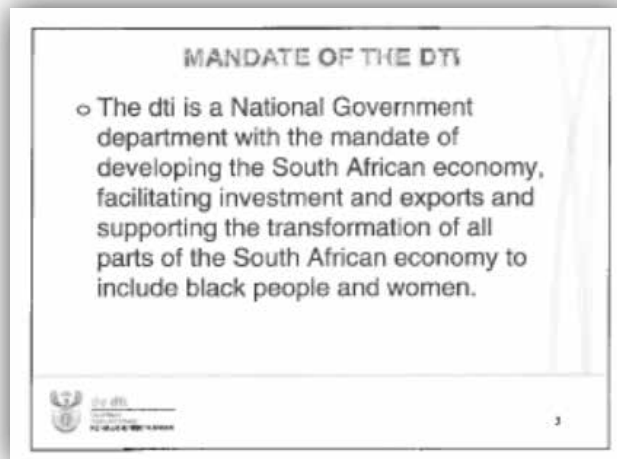 MANDATE OF THE DTI
The dti is a National Government
department with the mandate of
developing the South African economy,
facilitating investment and exports and
supporting the transformation of all
parts of the South African economy to
include black people and women.
the dti
3